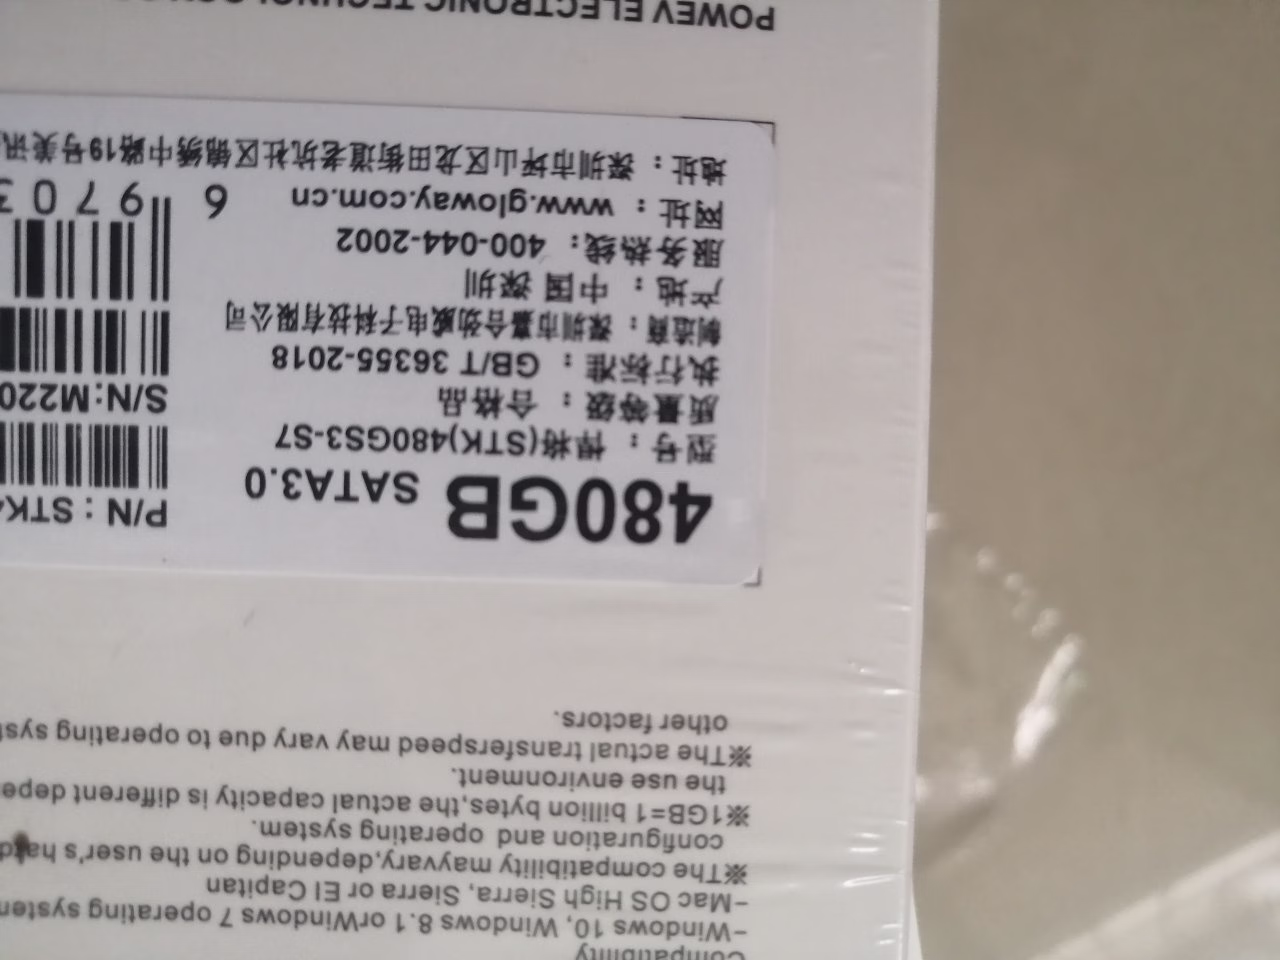 Compatibility
-Windows 10, Windows 8.1 orWindows 7 operating system
-Mac OS High Sierra, Sierra or El Capitan
※The compatibility mayvary,depending on the user's hard
configuration and operating system.
※1GB=1 billion bytes,the actual capacity is different depe
the use environment.
※The actual transferspeed may vary due to operating sys
other factors.
480GB SATA3.0
型号：悍将(STK)480GS3-S7
质量等级：合格品
执行标准：GB/T 36355-2018
制造商：深圳市嘉合劲威电子科技有限公司
产地：中国 深圳
服务热线：400-044-2002
网址：www.gloway.com.cn
地址：深圳市坪山区龙田街道老坑社区锦绣中路19号美讯
P/N: STK4
S/N:M220
6 9703
POWEV ELECTRONIC TECHNOLOGY